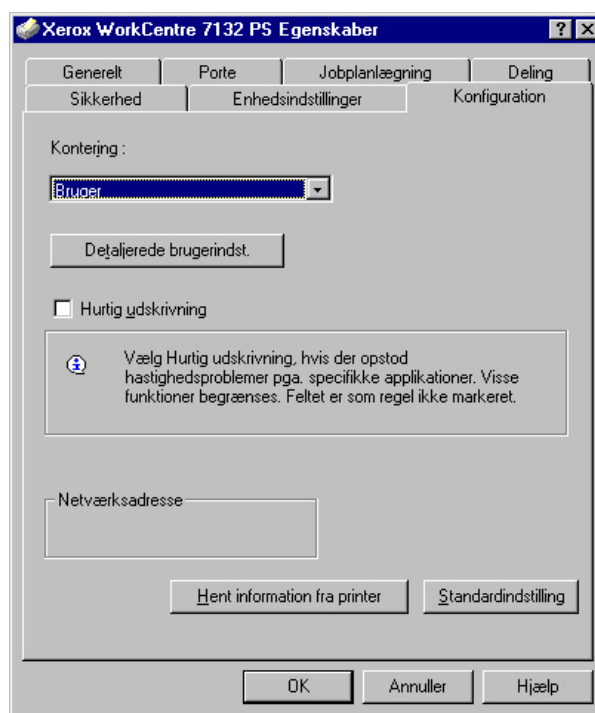 Xerox WorkCentre 7132 PS Egenskaber
Generelt Porte Jobplanlægning Deling
Sikkerhed Enhedsindstillinger Konfiguration
Kontering :
Bruger
Detaljerede brugerindst.
Hurtig udskrivning
Vælg Hurtig udskrivning, hvis der opstod
hastighedsproblemer pga. specifikke applikationer. Visse
funktioner begrænses. Feltet er som regel ikke markeret.
Netværksadresse
Hent information fra printer Standardindstilling
OK Annuller Hjælp